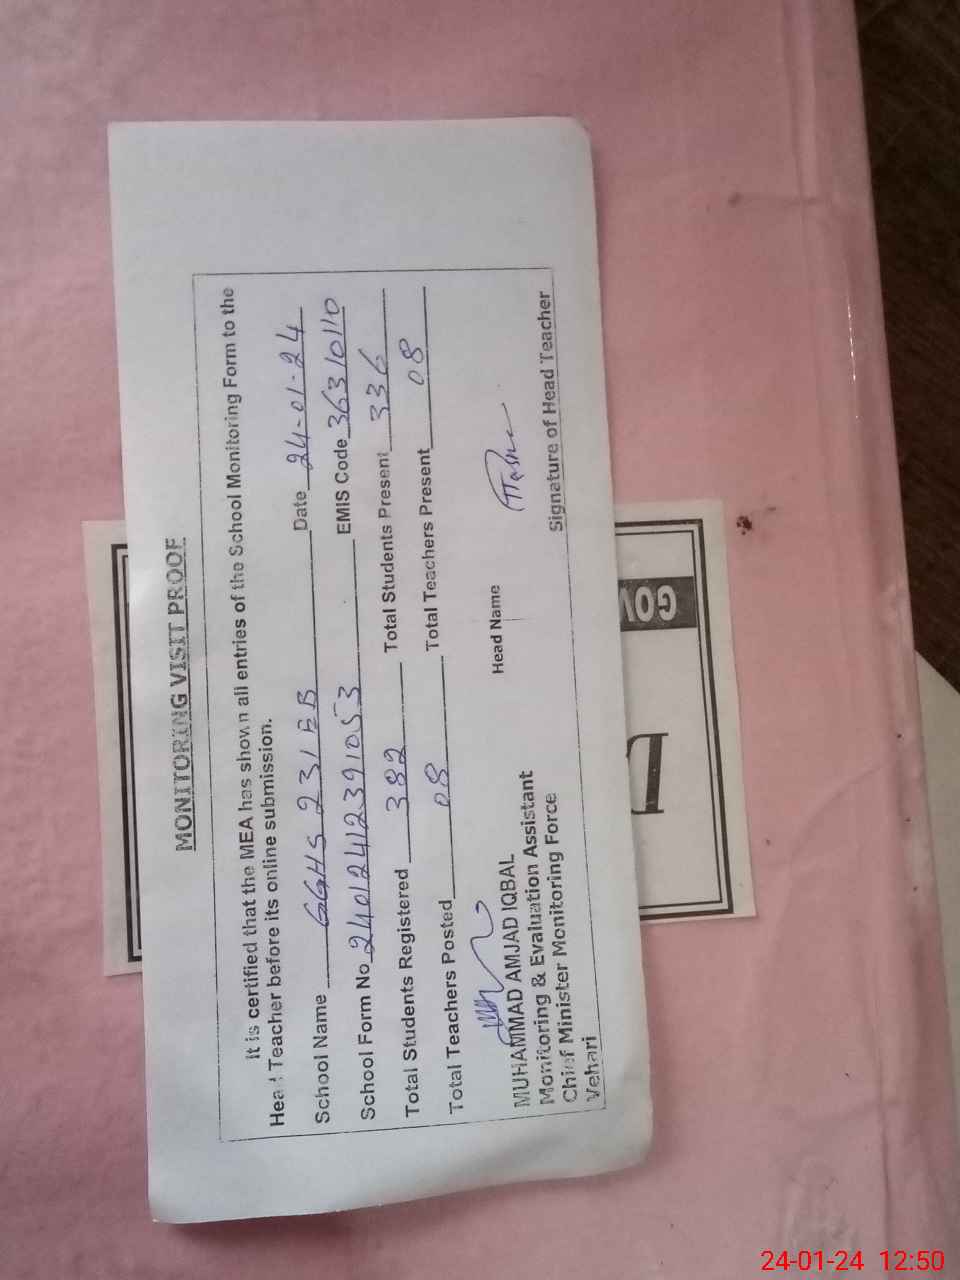 MONITORING VISIT PROOF
It is certified that the MEA has shown all entries of the School Monitoring Form to the
Head Teacher before its online submission.
School Name GGHS 231 EB Date 24-01-24
School Form No 24012412391053 EMIS Code 36310110
Total Students Registered 382 Total Students Present 336
Total Teachers Posted 08 Total Teachers Present 08
Head Name
MUHAMMAD AMJAD IQBAL
Monitoring & Evaluation Assistant
Chief Minister Monitoring Force
Vehari
Signature of Head Teacher
GOV
24-01-24 12:50